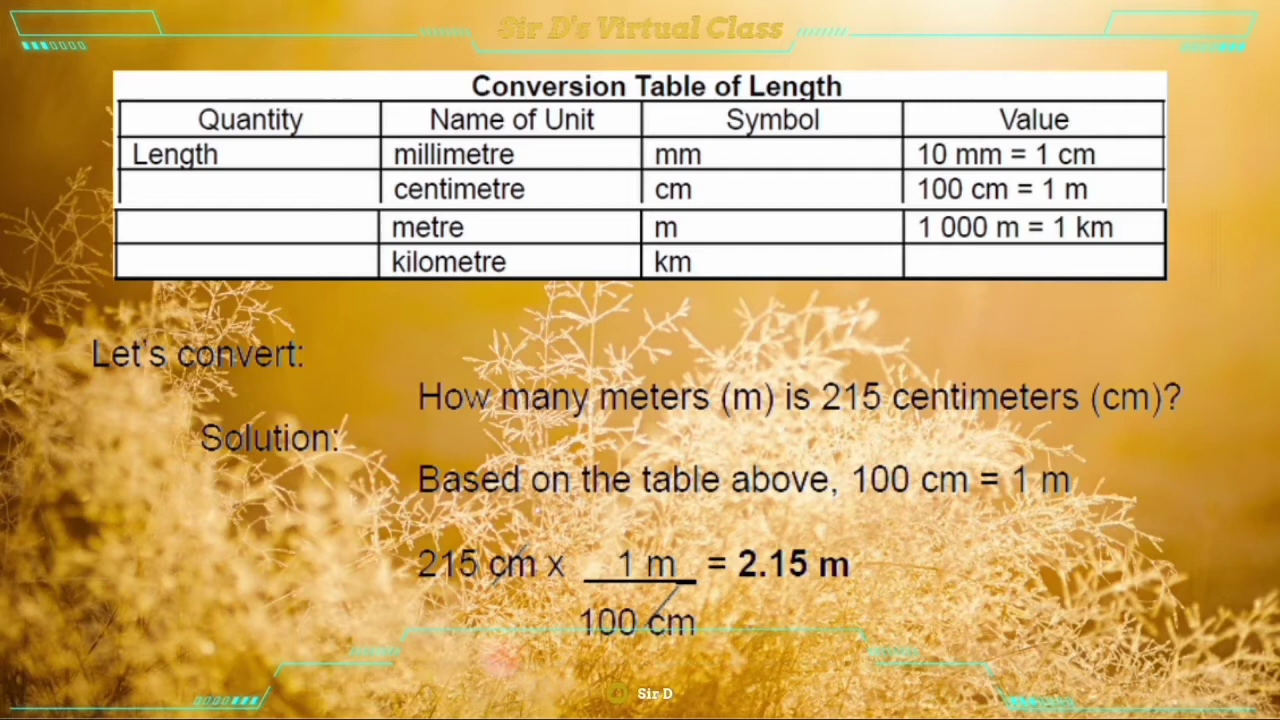 Sir D's Virtual Class
Conversion Table of Length
Quantity Name of Unit Symbol Value
Length millimetre mm 10 mm = 1 cm
centimetre cm 100 cm = 1 m
metre m 1 000 m = 1 km
kilometre km
Let's convert:
How many meters (m) is 215 centimeters (cm)?
Solution:
Based on the table above, 100 cm = 1 m
215 cm x 1 m = 2.15 m
100 cm
Sir D